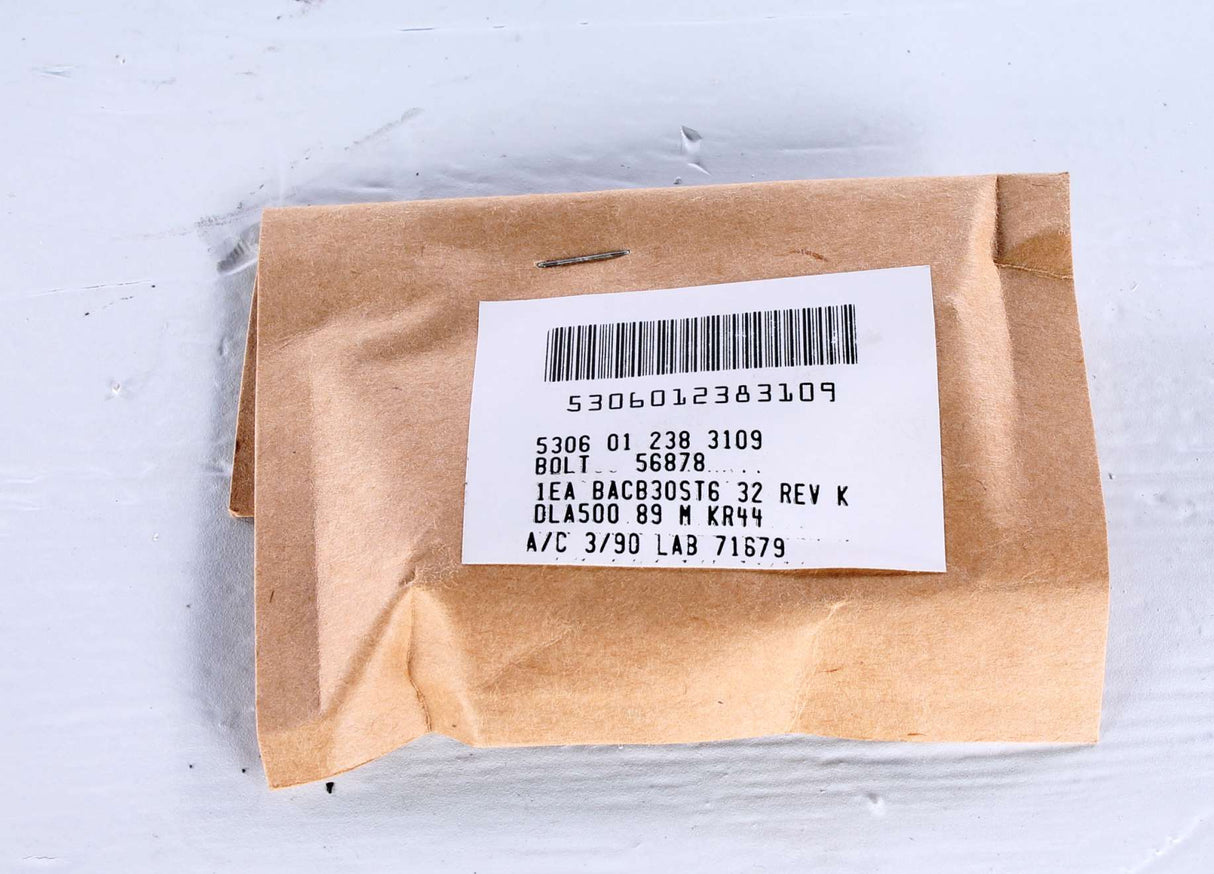 5306012383109
5306 01 238 3109
BOLT 56878
1EA BACB30ST6 32 REV K
DLA500 89 M KR44
A/C 3/90 LAB 71679